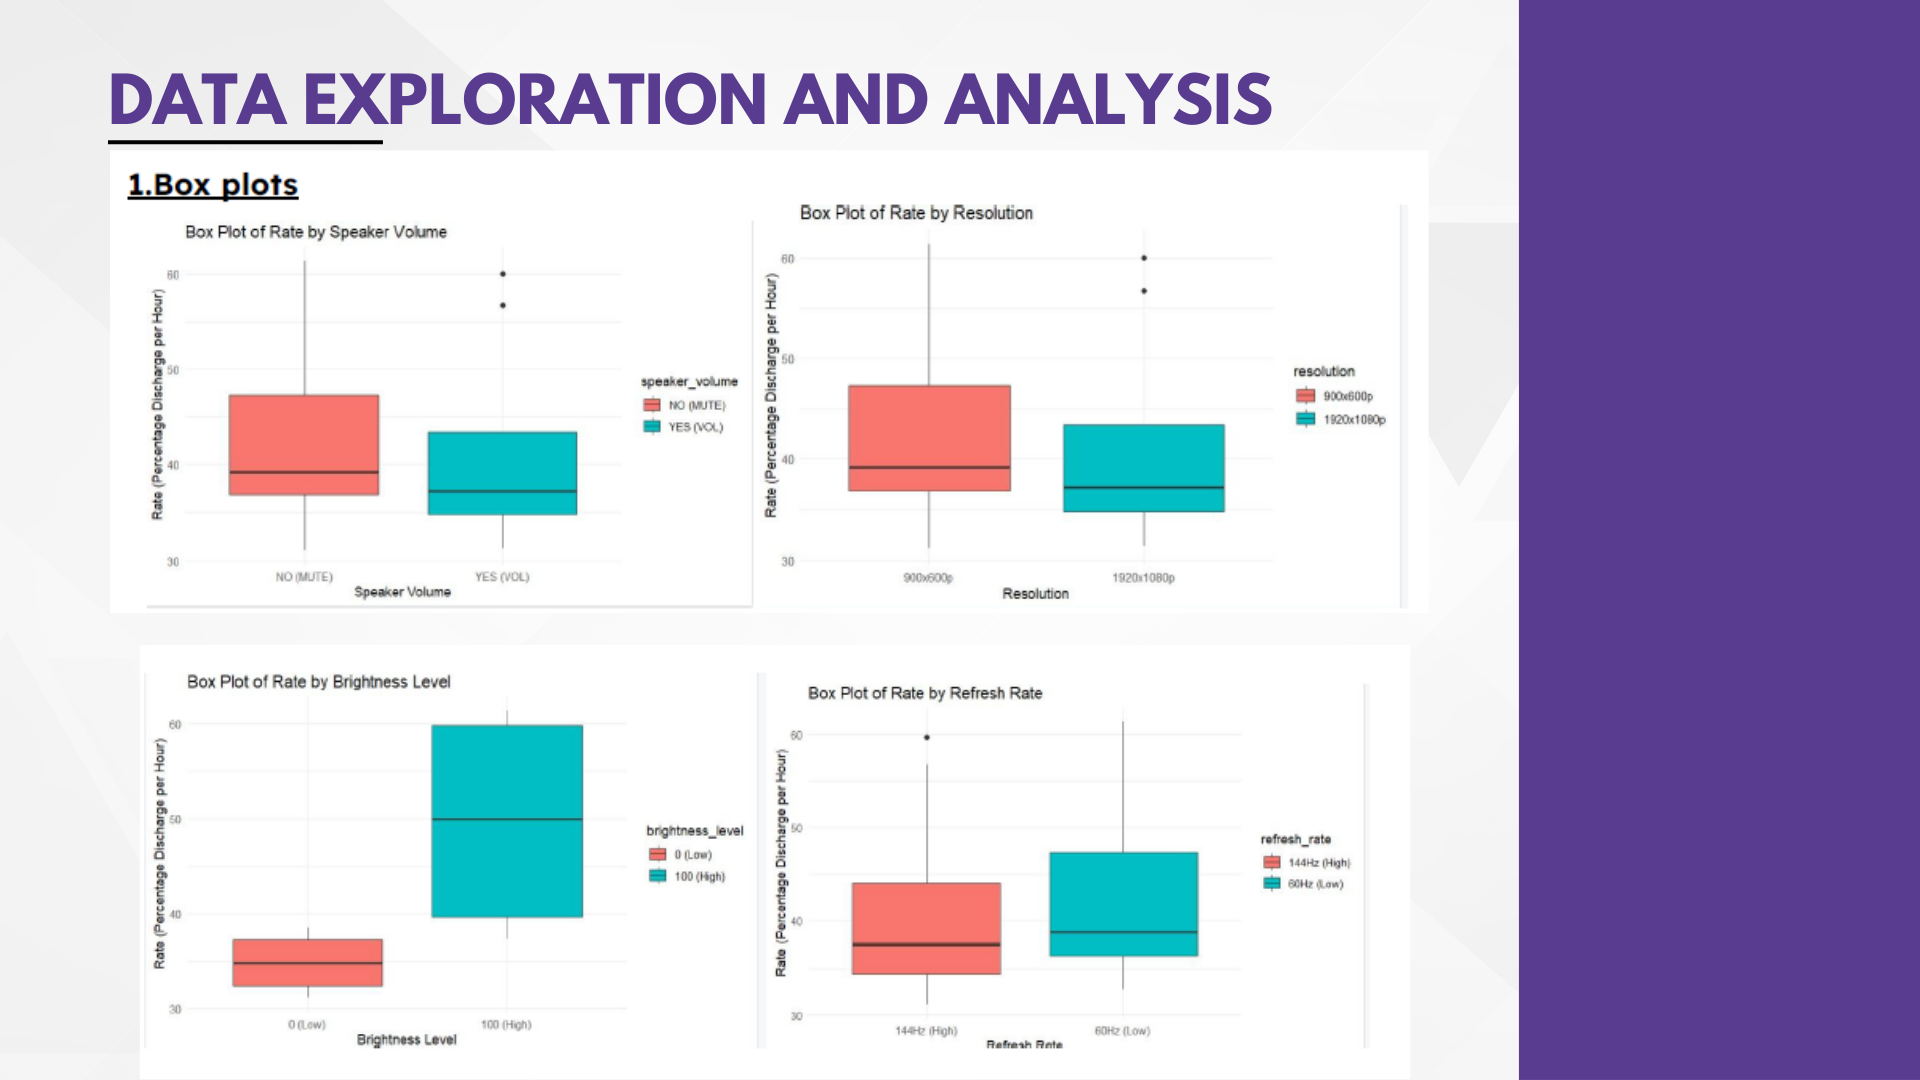 DATA EXPLORATION AND ANALYSIS
1.Box plots
Box Plot of Rate by Speaker Volume
Rate (Percentage Discharge per Hour)
60
50
40
30
NO (MUTE)
YES (VOL)
Speaker Volume
speaker_volume
NO (MUTE)
YES (VOL)
Box Plot of Rate by Resolution
Rate (Percentage Discharge per Hour)
60
50
40
30
900x600p
1920x1080p
Resolution
resolution
900x600p
1920x1080p
Box Plot of Rate by Brightness Level
Rate (Percentage Discharge per Hour)
60
50
40
30
0 (Low)
100 (High)
Brightness Level
brightness_level
0 (Low)
100 (High)
Box Plot of Rate by Refresh Rate
Rate (Percentage Discharge per Hour)
60
50
40
30
144Hz (High)
60Hz (Low)
Refresh Rate
refresh_rate
144Hz (High)
60Hz (Low)